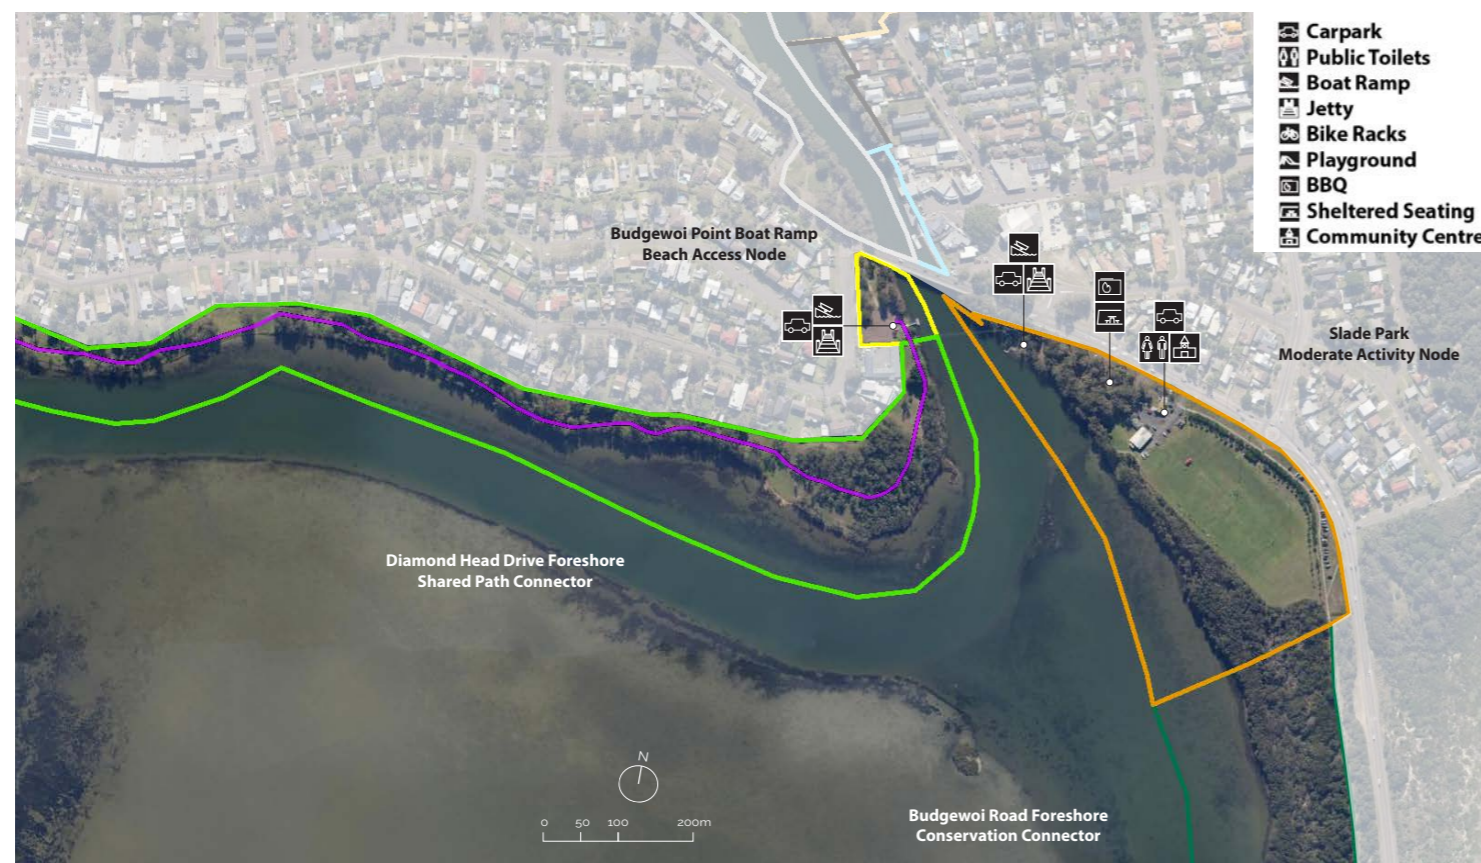 Carpark
Public Toilets
Boat Ramp
Jetty
Bike Racks
Playground
BBQ
Sheltered Seating
Community Centre
Budgewoi Point Boat Ramp
Beach Access Node
Slade Park
Moderate Activity Node
Diamond Head Drive Foreshore
Shared Path Connector
Budgewoi Road Foreshore
Conservation Connector
N
0 50 100 200m